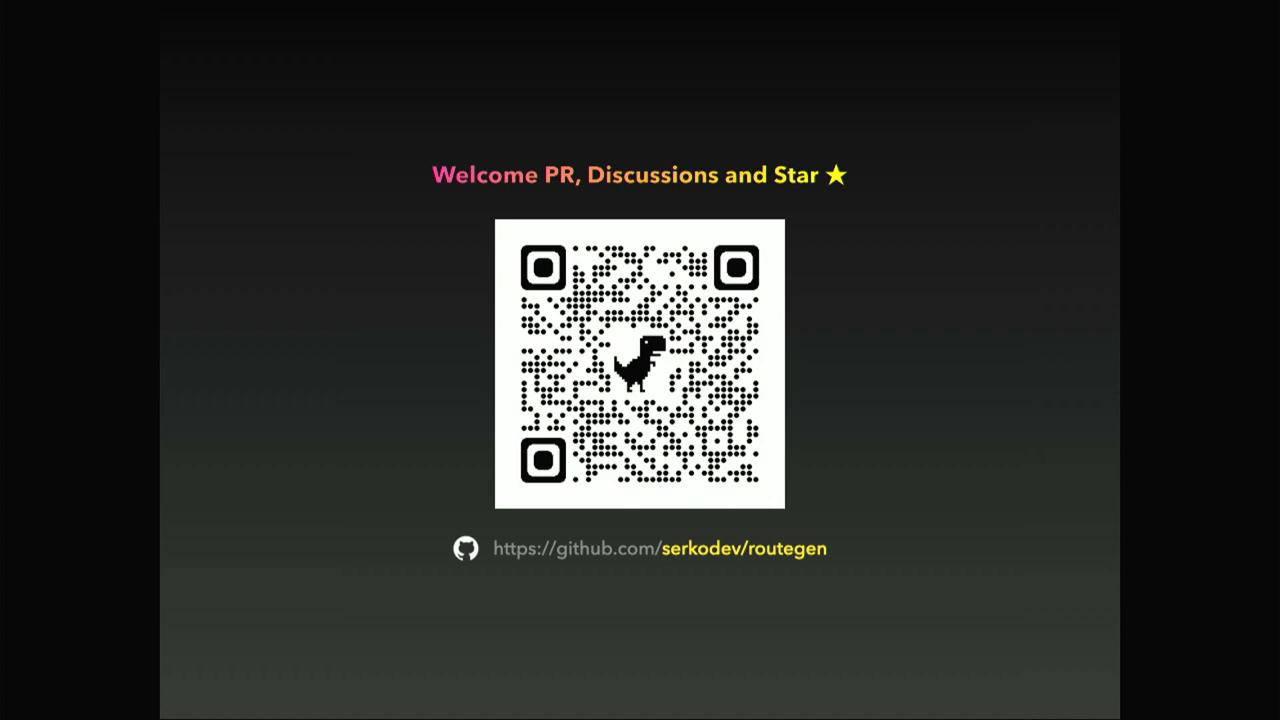 Welcome PR, Discussions and Star ★
https://github.com/serkodev/routegen